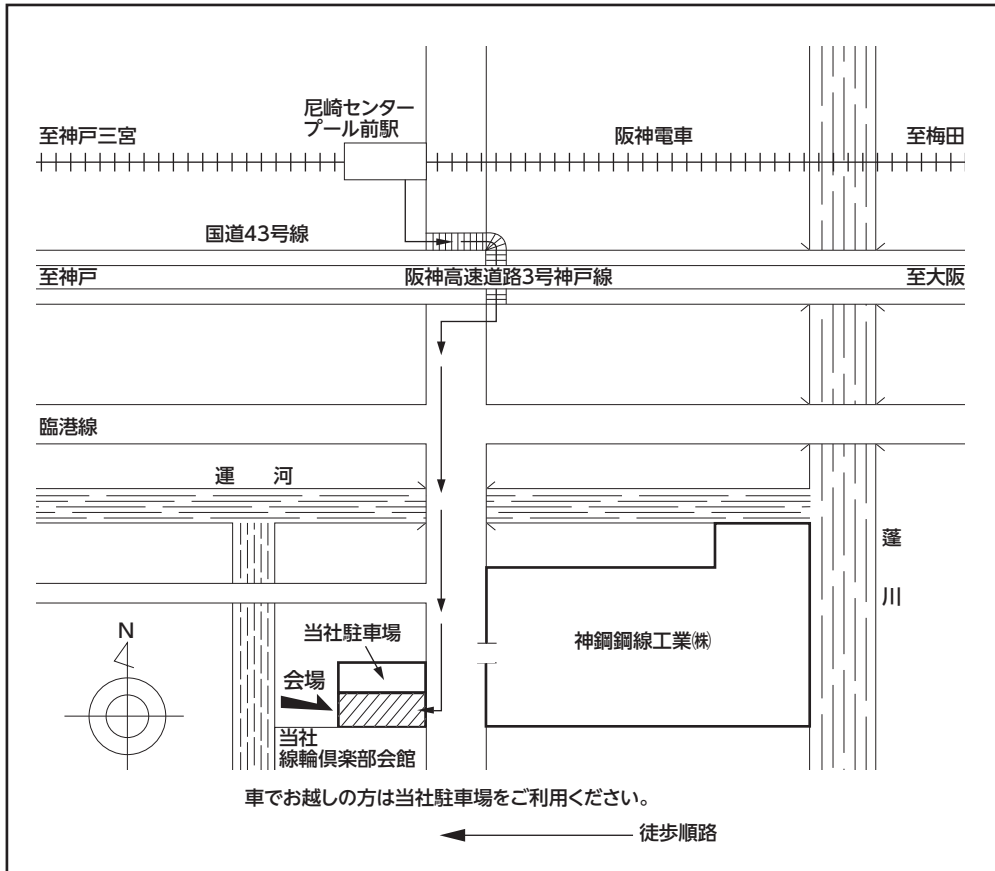 尼崎センター
プール前駅
至神戸三宮
阪神電車
至梅田
国道43号線
至神戸
阪神高速道路3号神戸線
至大阪
臨港線
運　河
蓬
川
N
当社駐車場
神鋼鋼線工業㈱
会場
当社
線輪倶楽部会館
車でお越しの方は当社駐車場をご利用ください。
徒歩順路